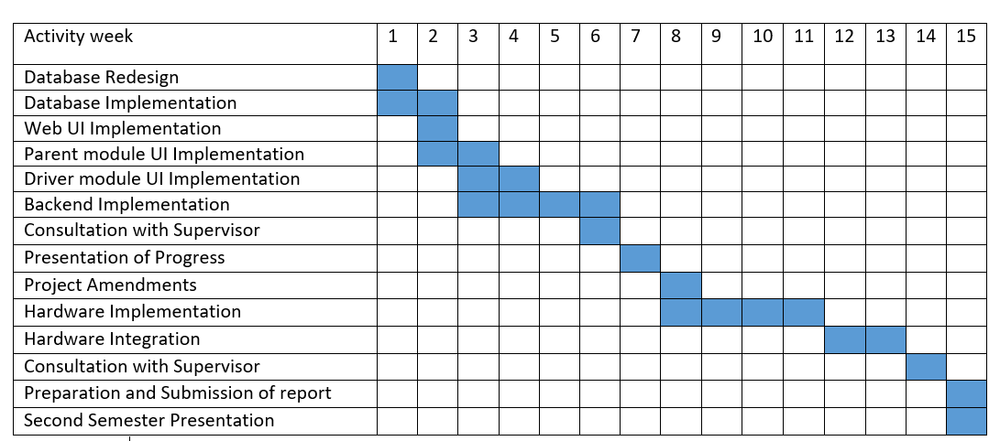 Activity week 1 2 3 4 5 6 7 8 9 10 11 12 13 14 15
Database Redesign
Database Implementation
Web UI Implementation
Parent module UI Implementation
Driver module UI Implementation
Backend Implementation
Consultation with Supervisor
Presentation of Progress
Project Amendments
Hardware Implementation
Hardware Integration
Consultation with Supervisor
Preparation and Submission of report
Second Semester Presentation